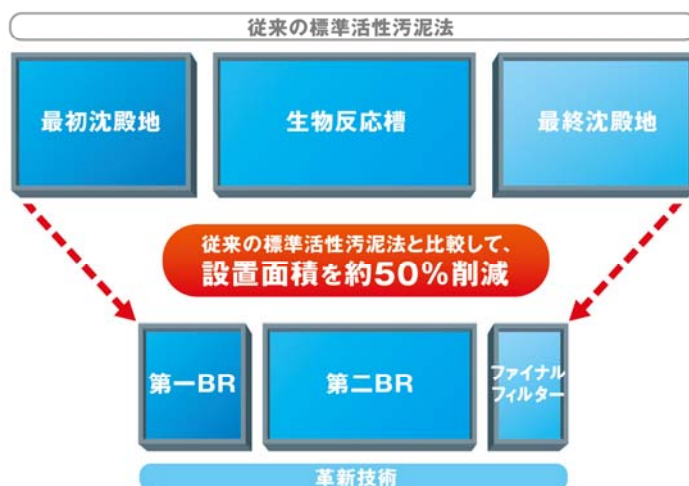 従来の標準活性汚泥法
最初沈殿地
生物反応槽
最終沈殿地
従来の標準活性汚泥法と比較して、
設置面積を約50%削減
第一BR
第二BR
ファイナル
フィルター
革新技術